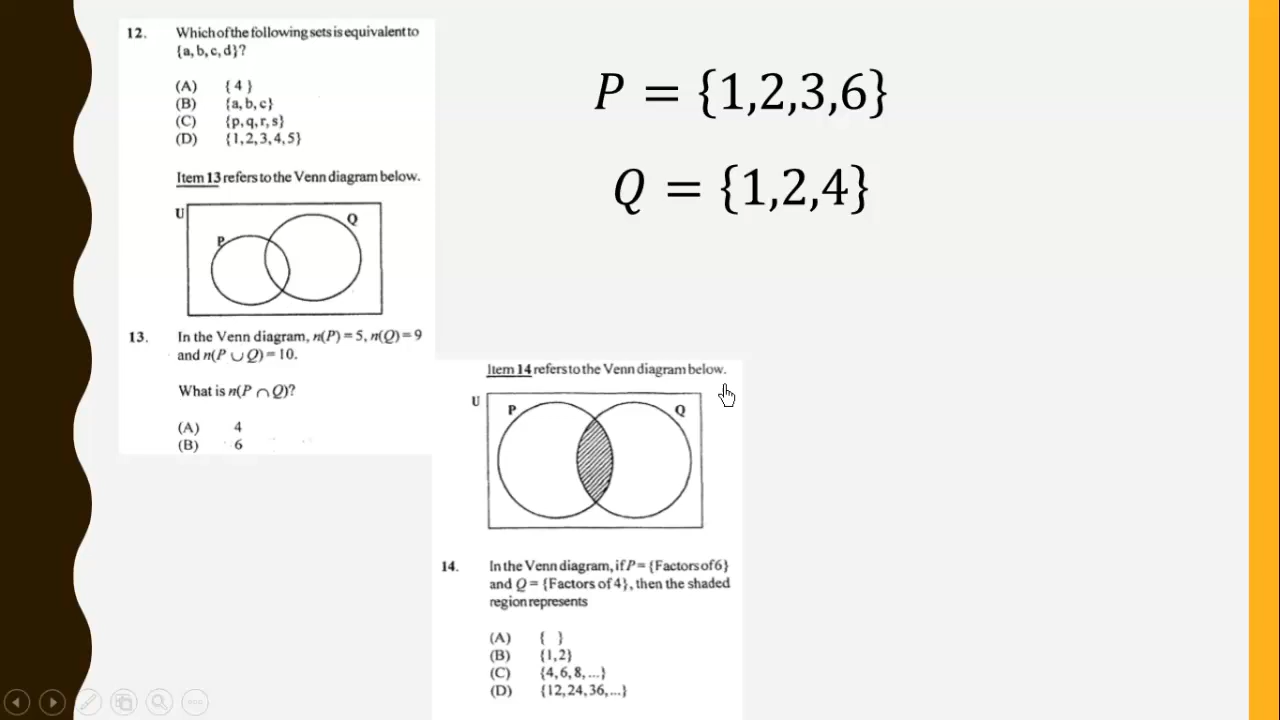 12. Which of the following sets is equivalent to
{a, b, c, d}?
(A) { 4 }
(B) {a, b, c}
(C) {p, q, r, s}
(D) {1, 2, 3, 4, 5}
Item 13 refers to the Venn diagram below.
U
P
Q
13. In the Venn diagram, n(P) = 5, n(Q) = 9
and n(P ∪ Q) = 10.
What is n(P ∩ Q)?
(A) 4
(B) 6
P = {1,2,3,6}
Q = {1,2,4}
Item 14 refers to the Venn diagram below.
U
P
Q
14. In the Venn diagram, if P = {Factors of 6}
and Q = {Factors of 4}, then the shaded
region represents
(A) { }
(B) {1, 2}
(C) {4, 6, 8, ...}
(D) {12, 24, 36, ...}